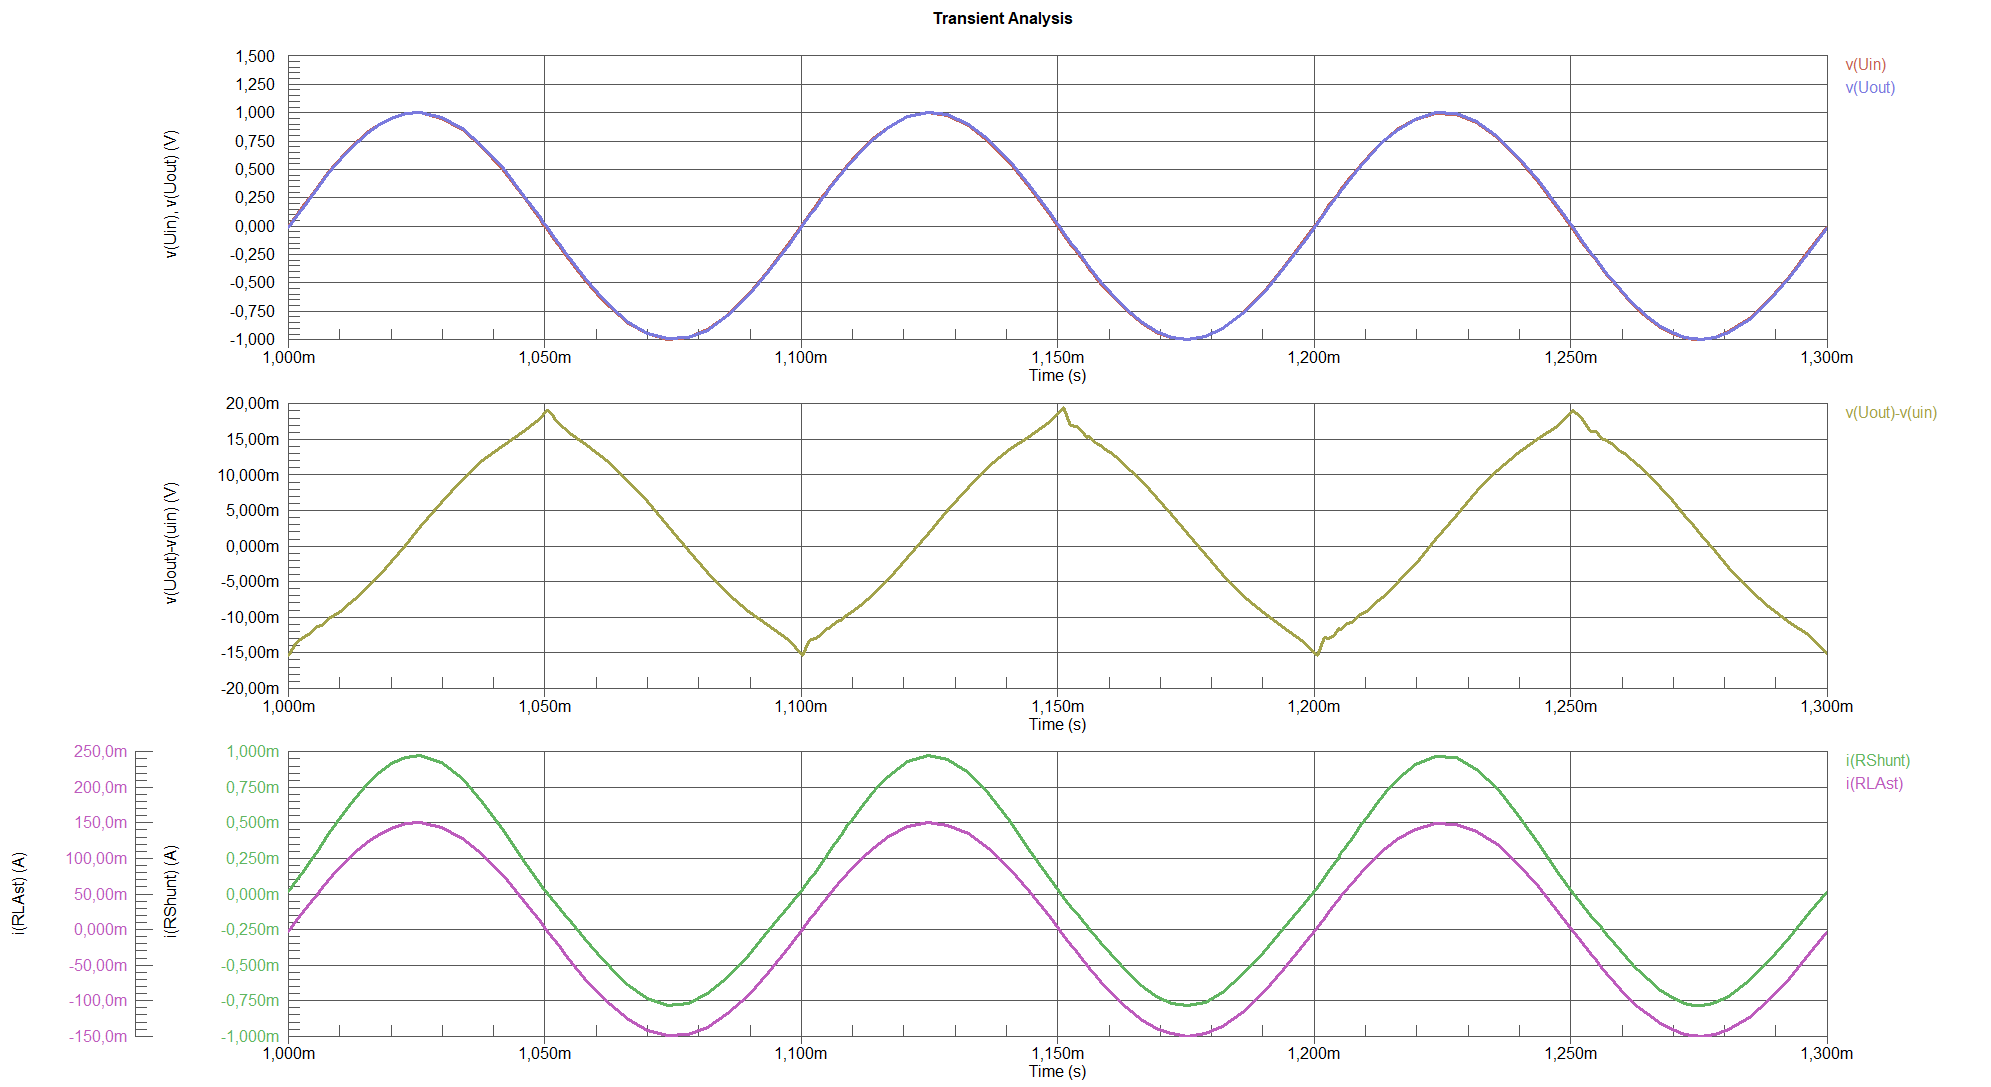 Transient Analysis
1,500
1,250
1,000
0,750
0,500
0,250
0,000
-0,250
-0,500
-0,750
-1,000
v(Uin), v(Uout) (V)
v(Uin)
v(Uout)
1,000m 1,050m 1,100m 1,150m 1,200m 1,250m 1,300m
Time (s)
20,00m
15,00m
10,000m
5,000m
0,000m
-5,000m
-10,00m
-15,00m
-20,00m
v(Uout)-v(uin) (V)
v(Uout)-v(uin)
1,000m 1,050m 1,100m 1,150m 1,200m 1,250m 1,300m
Time (s)
i(RLAst) (A)
250,0m
200,0m
150,0m
100,00m
50,00m
0,000m
-50,00m
-100,0m
-150,0m
i(RShunt) (A)
1,000m
0,750m
0,500m
0,250m
0,000m
-0,250m
-0,500m
-0,750m
-1,000m
i(RShunt)
i(RLAst)
1,000m 1,050m 1,100m 1,150m 1,200m 1,250m 1,300m
Time (s)